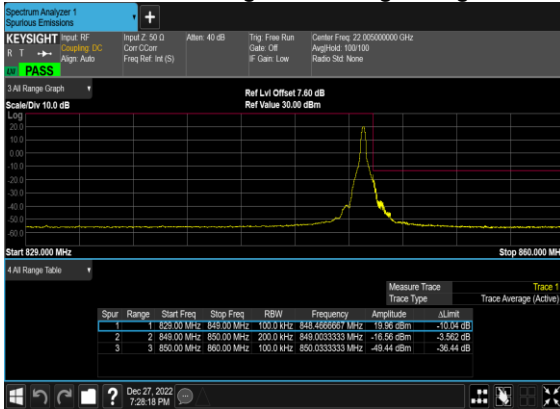 Spectrum Analyzer 1
Spurious Emissions
KEYSIGHT Input: RF Input Z: 50 Ω Atten: 40 dB Trig: Free Run Center Freq: 22.005000000 GHz
R T Coupling: DC Corr CCorr Gate: Off Avg|Hold: 100/100
Align: Auto Freq Ref: Int (S) IF Gain: Low Radio Std: None
PASS
3 All Range Graph Ref Lvl Offset 7.60 dB
Scale/Div 10.0 dB Ref Value 30.00 dBm
Log
20.0
10.0
0.00
-10.0
-20.0
-30.0
-40.0
-50.0
-60.0
Start 829.000 MHz Stop 860.000 MH
4 All Range Table
Measure Trace Trace 1
Trace Type Trace Average (Active)
Spur Range Start Freq Stop Freq RBW Frequency Amplitude ΔLimit
1 1 829.00 MHz 849.00 MHz 100.0 kHz 848.4666667 MHz 19.96 dBm -10.04 dB
2 2 849.00 MHz 850.00 MHz 200.0 kHz 849.0033333 MHz -16.56 dBm -3.562 dB
3 3 850.00 MHz 860.00 MHz 100.0 kHz 850.0333333 MHz -49.44 dBm -36.44 dB
? Dec 27, 2022
7:28:18 PM